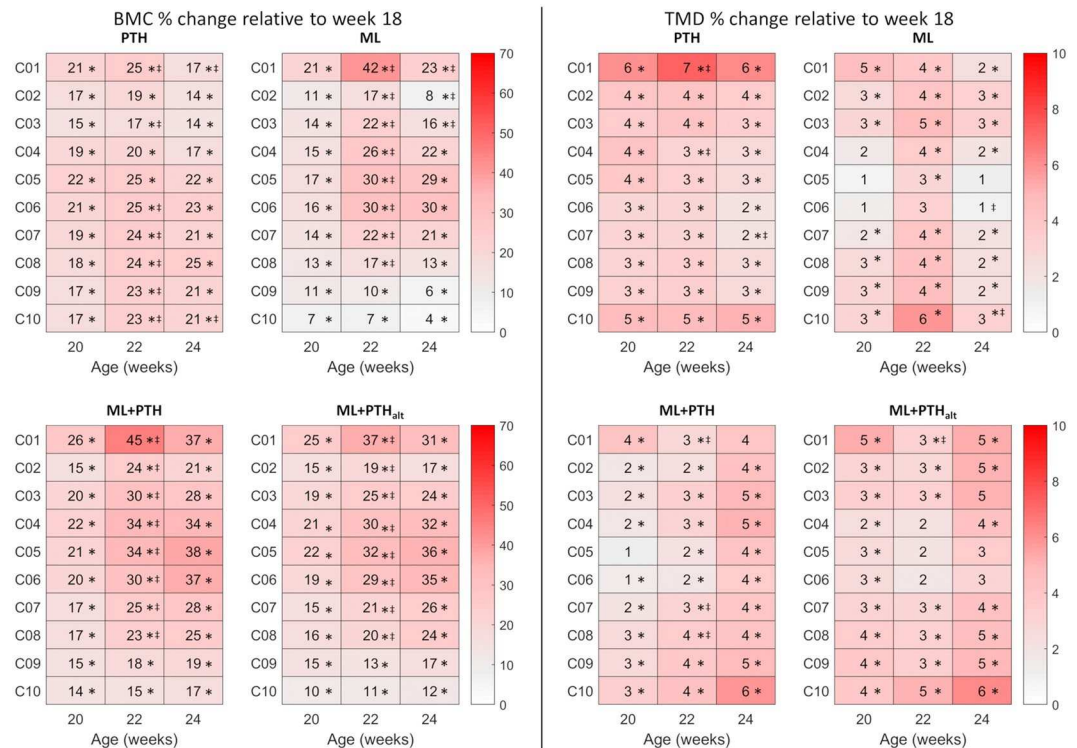 BMC % change relative to week 18
PTH ML
C01 21 * 25 *‡ 17 *‡ C01 21 * 42 *‡ 23 *‡ 70
C02 17 * 19 * 14 * C02 11 * 17 *‡ 8 *‡ 60
C03 15 * 17 *‡ 14 * C03 14 * 22 *‡ 16 *‡ 50
C04 19 * 20 * 17 * C04 15 * 26 *‡ 22 *
C05 22 * 25 * 22 * C05 17 * 30 *‡ 29 * 40
C06 21 * 25 *‡ 23 * C06 16 * 30 *‡ 30 * 30
C07 19 * 24 *‡ 21 * C07 14 * 22 *‡ 21 *
C08 18 * 24 *‡ 25 * C08 13 * 17 *‡ 13 * 20
C09 17 * 23 *‡ 21 * C09 11 * 10 * 6 * 10
C10 17 * 23 *‡ 21 *‡ C10 7 * 7 * 4 * 0
20 22 24 20 22 24
Age (weeks) Age (weeks)
ML+PTH ML+PTHalt
C01 26 * 45 *‡ 37 * C01 25 * 37 *‡ 31 * 70
C02 15 * 24 *‡ 21 * C02 15 * 19 *‡ 17 * 60
C03 20 * 30 *‡ 28 * C03 19 * 25 *‡ 24 * 50
C04 22 * 34 *‡ 34 * C04 21 * 30 *‡ 32 *
C05 21 * 34 *‡ 38 * C05 22 * 32 *‡ 36 * 40
C06 20 * 30 *‡ 37 * C06 19 * 29 *‡ 35 * 30
C07 17 * 25 *‡ 28 * C07 15 * 21 *‡ 26 *
C08 17 * 23 *‡ 25 * C08 16 * 20 *‡ 24 * 20
C09 15 * 18 * 19 * C09 15 * 13 * 17 * 10
C10 14 * 15 * 17 * C10 10 * 11 * 12 * 0
20 22 24 20 22 24
Age (weeks) Age (weeks)
TMD % change relative to week 18
PTH ML
C01 6 * 7 *‡ 6 * C01 5 * 4 * 2 * 10
C02 4 * 4 * 4 * C02 3 * 4 * 3 *
C03 4 * 4 * 3 * C03 3 * 5 * 3 * 8
C04 4 * 3 *‡ 3 * C04 2 4 * 2 *
C05 4 * 3 * 3 * C05 1 3 * 1 6
C06 3 * 3 * 2 * C06 1 3 1 ‡
C07 3 * 3 * 2 *‡ C07 2 * 4 * 2 * 4
C08 3 * 3 * 3 * C08 3 * 4 * 2 *
C09 3 * 3 * 3 * C09 3 * 4 * 2 * 2
C10 5 * 5 * 5 * C10 3 * 6 * 3 *‡ 0
20 22 24 20 22 24
Age (weeks) Age (weeks)
ML+PTH ML+PTHalt
C01 4 * 3 *‡ 4 C01 5 * 3 *‡ 5 * 10
C02 2 * 2 * 4 * C02 3 * 3 * 5 *
C03 2 * 3 * 5 * C03 3 * 3 * 5 8
C04 2 * 3 * 5 * C04 2 * 2 4 *
C05 1 2 * 4 * C05 3 * 2 3 6
C06 1 * 2 * 4 * C06 3 * 2 3
C07 2 * 3 *‡ 4 * C07 3 * 3 * 4 * 4
C08 3 * 4 *‡ 4 * C08 4 * 3 * 5 *
C09 3 * 4 * 5 * C09 4 * 3 * 5 * 2
C10 3 * 4 * 6 * C10 4 * 5 * 6 * 0
20 22 24 20 22 24
Age (weeks) Age (weeks)